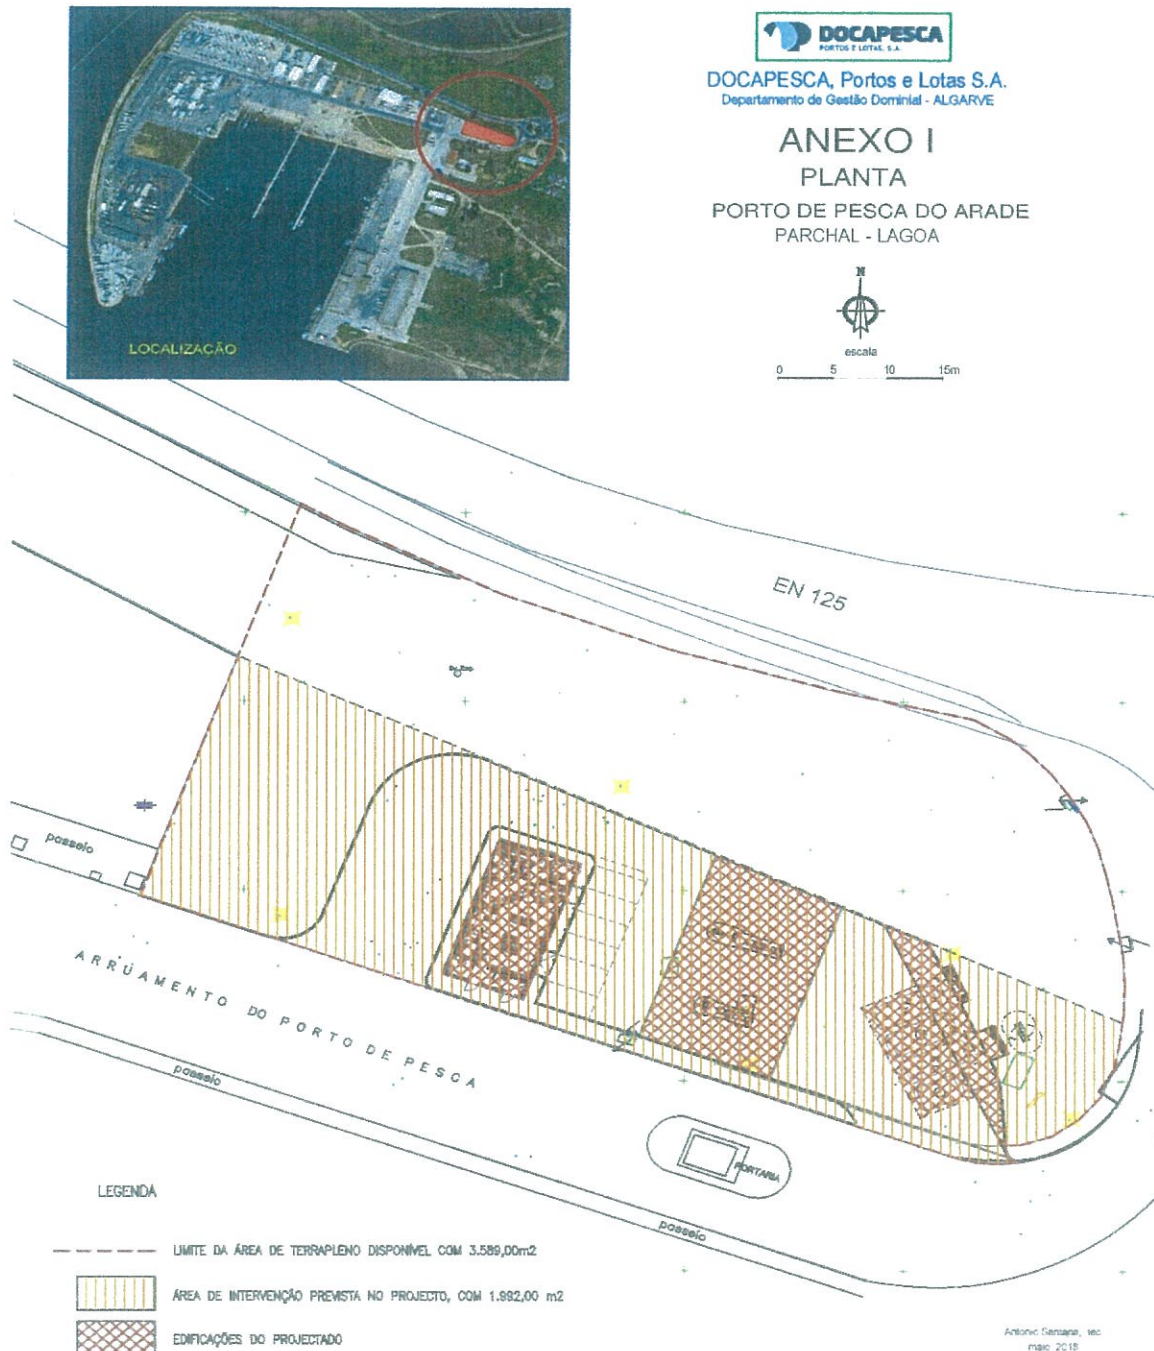 DOCAPESCA
PORTOS E LOTAS, S.A.
DOCAPESCA, Portos e Lotas S.A.
Departamento de Gestão Dominial - ALGARVE
ANEXO I
PLANTA
PORTO DE PESCA DO ARADE
PARCHAL - LAGOA
N
escala
0 5 10 15m
LOCALIZAÇÃO
EN 125
passeio
ARRUAMENTO DO PORTO DE PESCA
passeio
PORTARIA
passeio
LEGENDA
LIMITE DA ÁREA DE TERRAPLENO DISPONÍVEL COM 3.589,00m2
ÁREA DE INTERVENÇÃO PREVISTA NO PROJECTO, COM 1.992,00 m2
EDIFICAÇÕES DO PROJECTADO